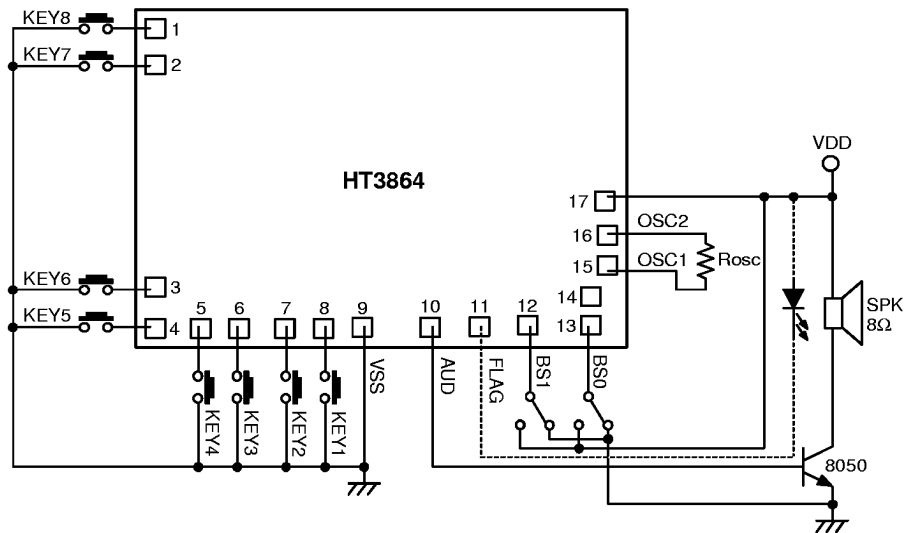 KEY8
1
KEY7
2
HT3864
VDD
17
OSC2
16
OSC1
Rosc
15
KEY6
3
14
SPK
8Ω
KEY5
4
5
6
7
8
9
10
11
12
13
KEY4
KEY3
KEY2
KEY1
VSS
AUD
FLAG
BS1
BS0
8050